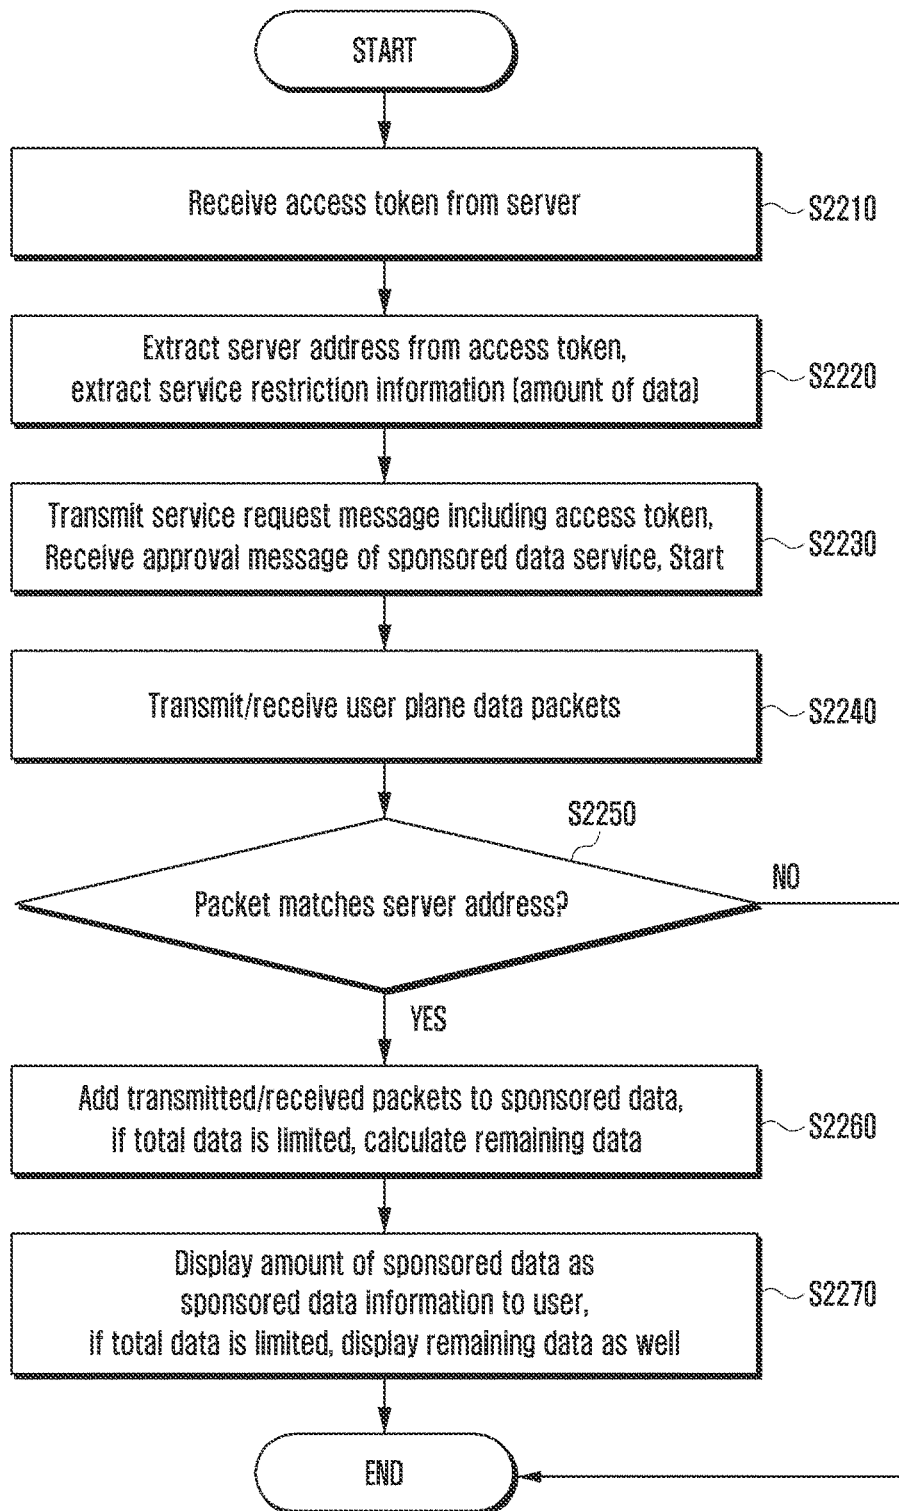 START
Receive access token from server
S2210
Extract server address from access token,
extract service restriction information (amount of data)
S2220
Transmit service request message including access token,
Receive approval message of sponsored data service, Start
S2230
Transmit/receive user plane data packets
S2240
S2250
Packet matches server address?
NO
YES
Add transmitted/received packets to sponsored data,
if total data is limited, calculate remaining data
S2260
Display amount of sponsored data as
sponsored data information to user,
if total data is limited, display remaining data as well
S2270
END